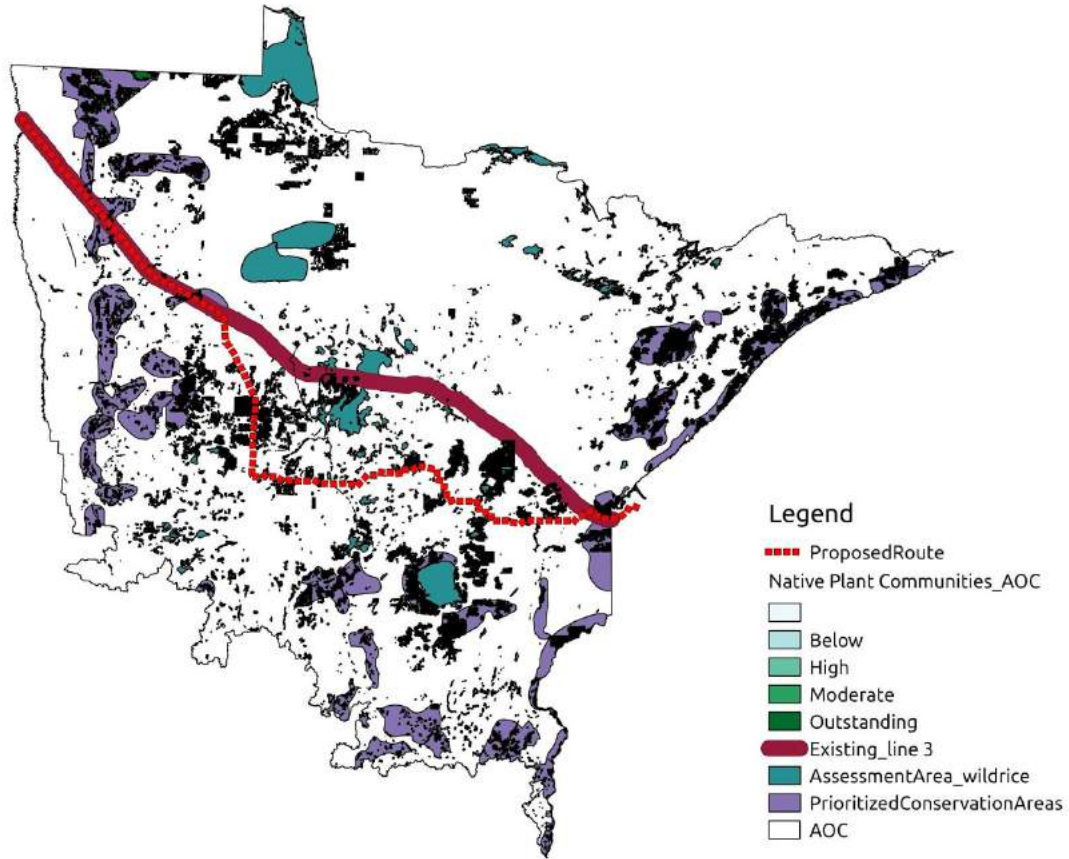 Legend
ProposedRoute
Native Plant Communities_AOC
Below
High
Moderate
Outstanding
Existing_line 3
AssessmentArea_wildrice
PrioritizedConservationAreas
AOC